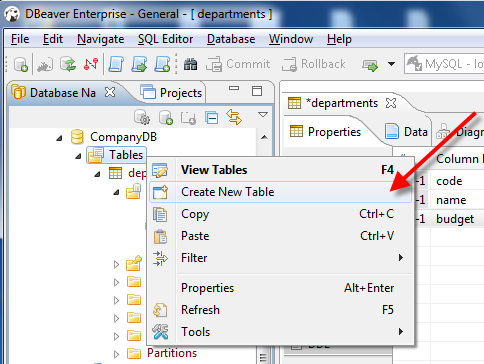 DBeaver Enterprise - General - [ departments ]
File Edit Navigate SQL Editor Database Window Help
Commit Rollback MySQL - lo
Database Na Projects *departments
Properties Data Diagr
CompanyDB
Tables
View Tables F4
Create New Table
Copy Ctrl+C
Paste Ctrl+V
Filter
Properties Alt+Enter
Refresh F5
Tools
Partitions
Column
code
name
budget